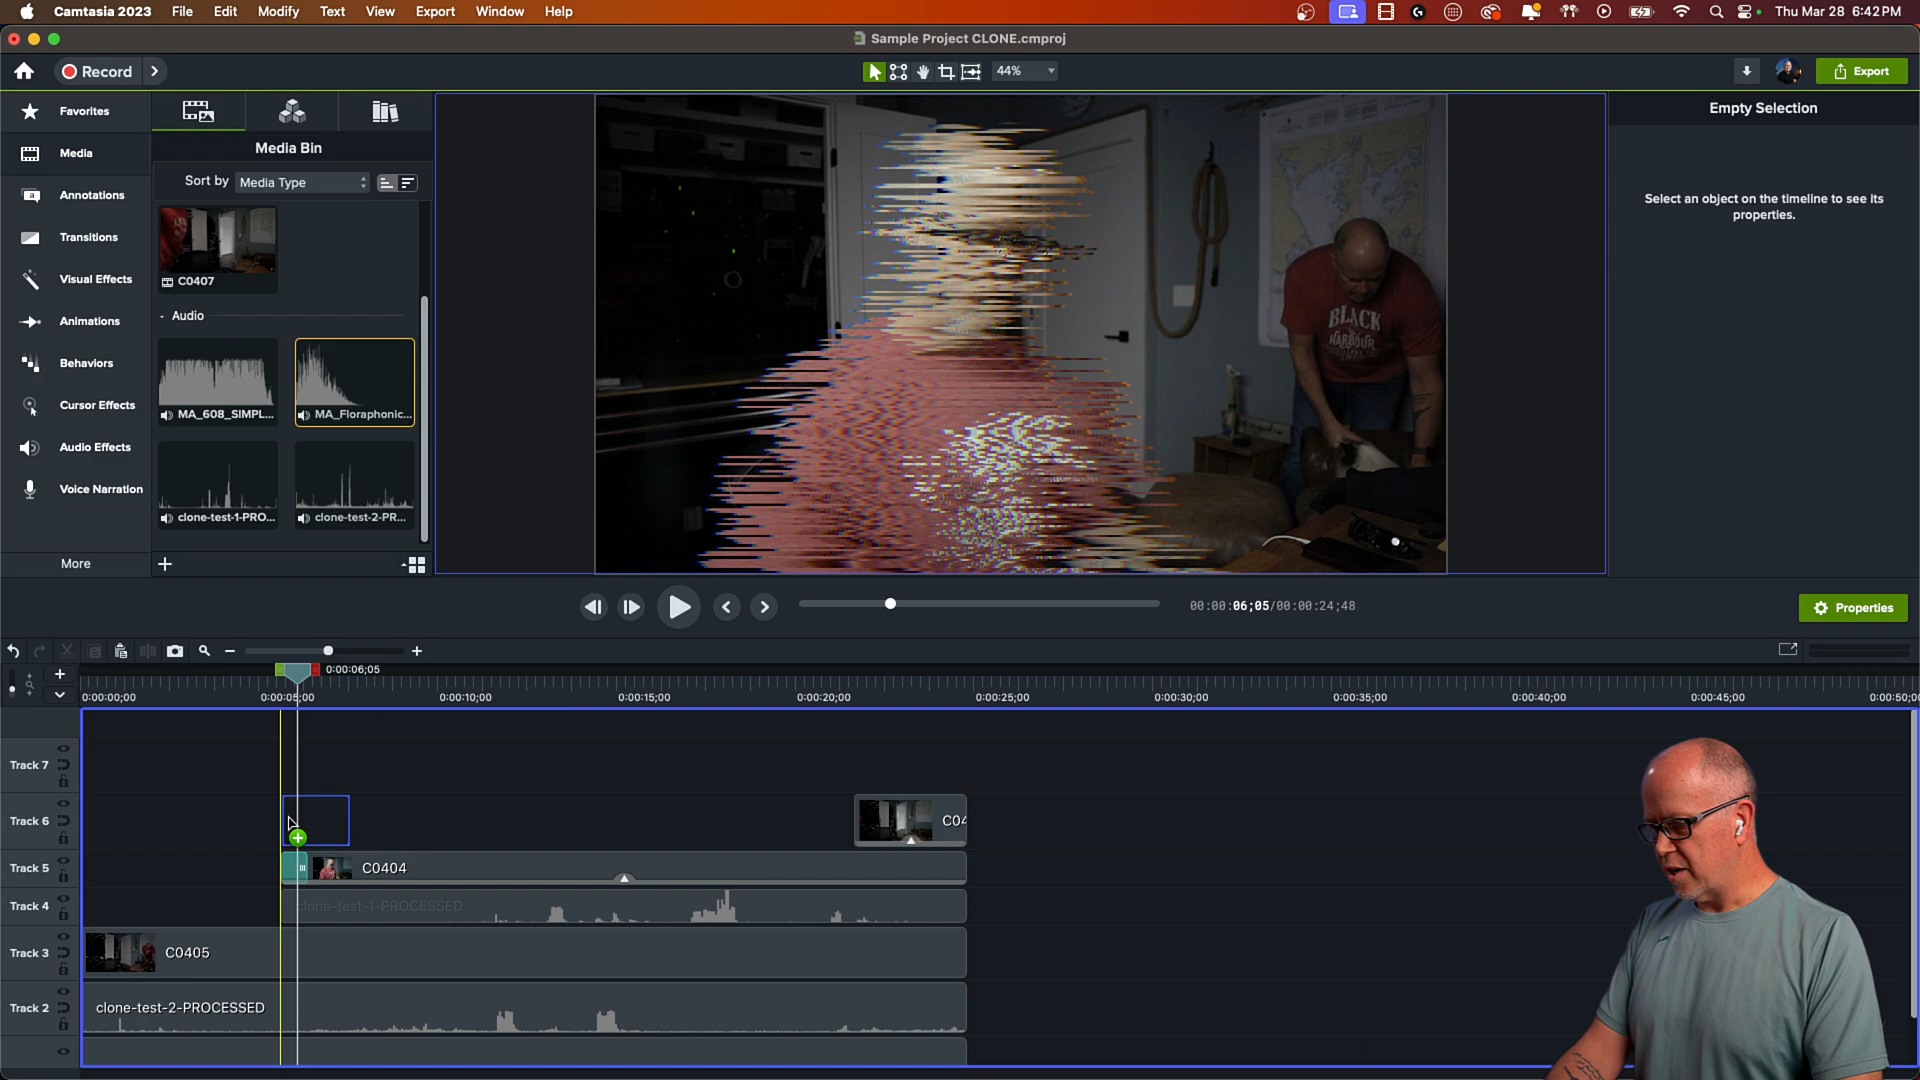 Camtasia 2023 File Edit Modify Text View Export Window Help
Thu Mar 28 6:42 PM
Sample Project CLONE.cmproj
Record
44%
Export
Favorites
Media
Annotations
Transitions
Visual Effects
Animations
Behaviors
Cursor Effects
Audio Effects
Voice Narration
More
Media Bin
Sort by Media Type
C0407
Audio
MA_608_SIMPL...
MA_Floraphonic...
clone-test-1-PRO...
clone-test-2-PR...
BLACK
HARBOUR
Empty Selection
Select an object on the timeline to see its
properties.
00:00:06;05/00:00:24;48
Properties
0:00:06;05
0:00:00;00 0:00:05;00 0:00:10;00 0:00:15;00 0:00:20;00 0:00:25;00 0:00:30;00 0:00:35;00 0:00:40;00 0:00:45;00 0:00:50;0
Track 7
Track 6
C04
Track 5
C0404
Track 4
clone-test-1-PROCESSED
Track 3
C0405
Track 2
clone-test-2-PROCESSED